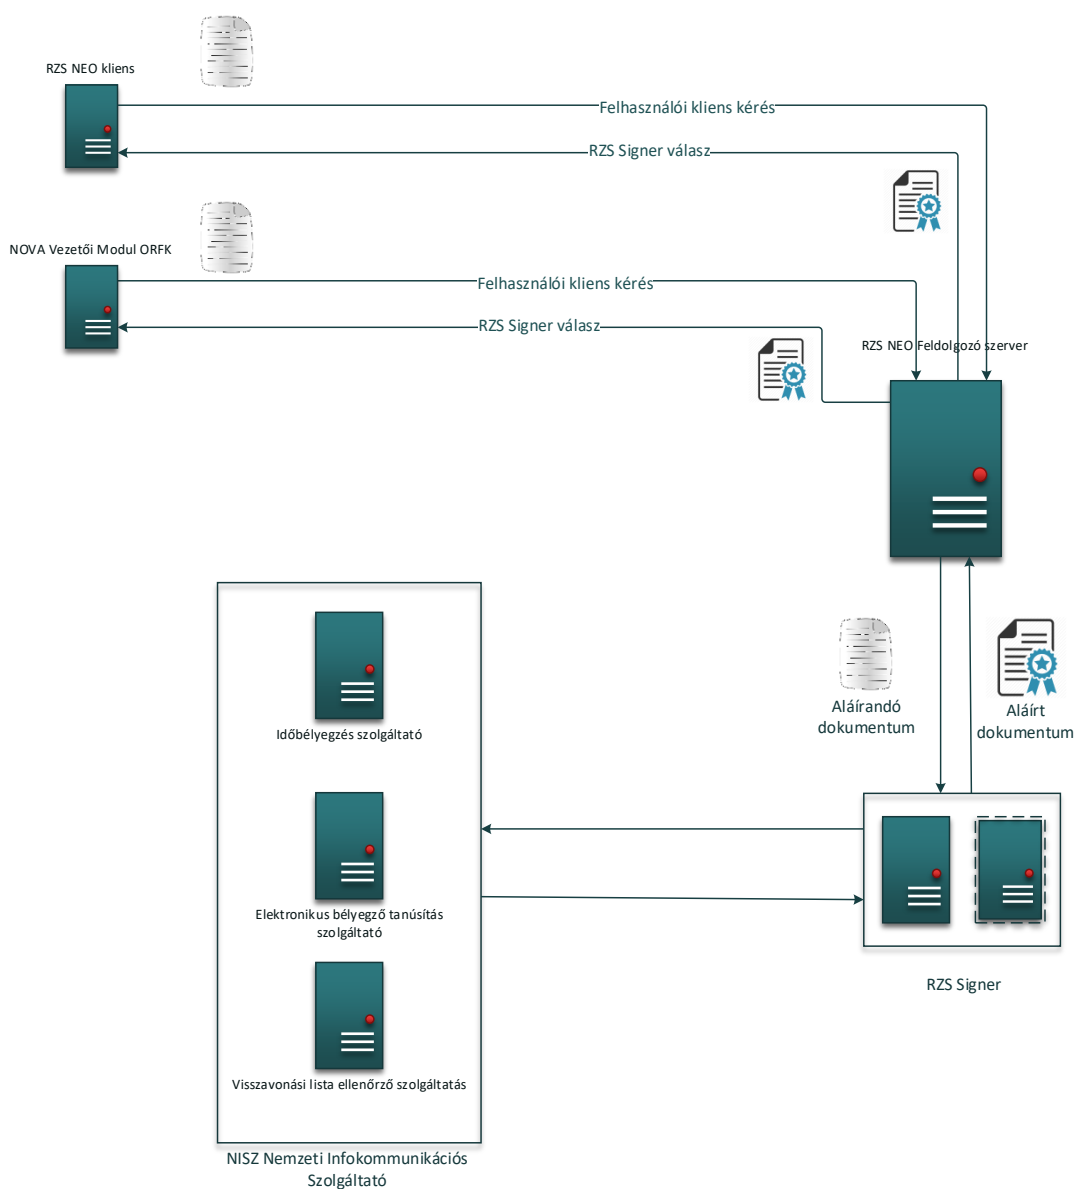 RZS NEO kliens
Felhasználói kliens kérés
RZS Signer válasz
NOVA Vezetői Modul ORFK
Felhasználói kliens kérés
RZS Signer válasz
RZS NEO Feldolgozó szerver
Aláírandó
dokumentum
Aláírt
dokumentum
Időbélyegzés szolgáltató
Elektronikus bélyegző tanúsítás
szolgáltató
Visszavonási lista ellenőrző szolgáltatás
RZS Signer
NISZ Nemzeti Infokommunikációs
Szolgáltató